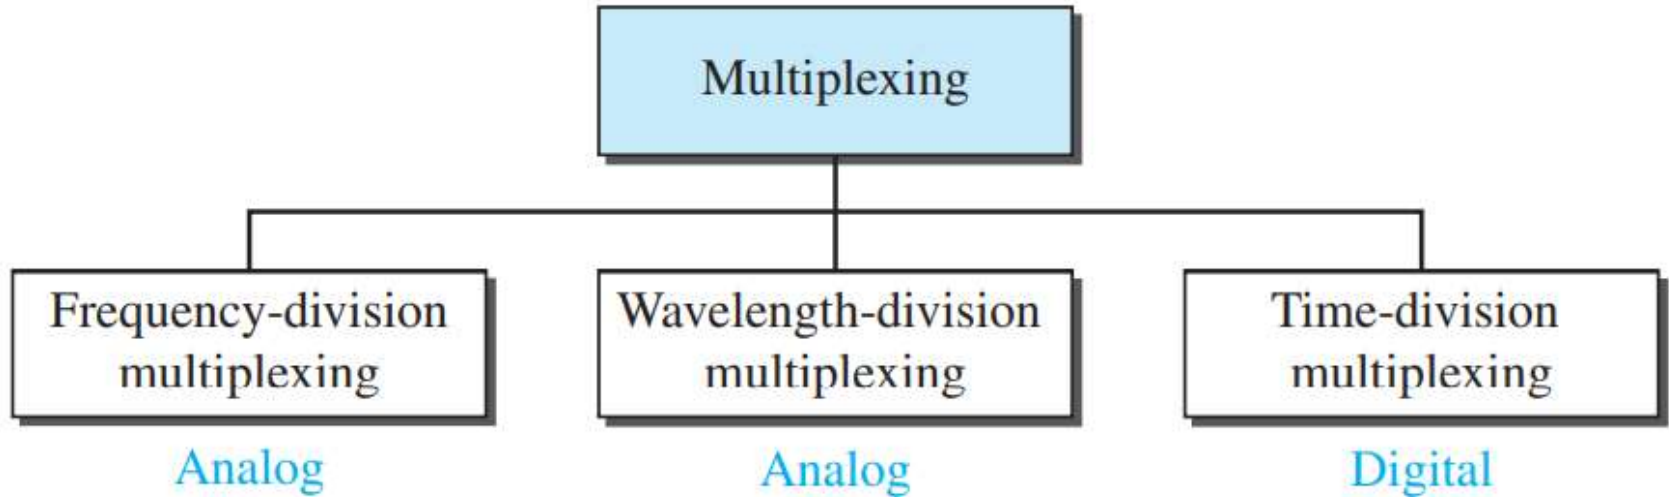 Multiplexing
Frequency-division
multiplexing
Wavelength-division
multiplexing
Time-division
multiplexing
Analog
Analog
Digital